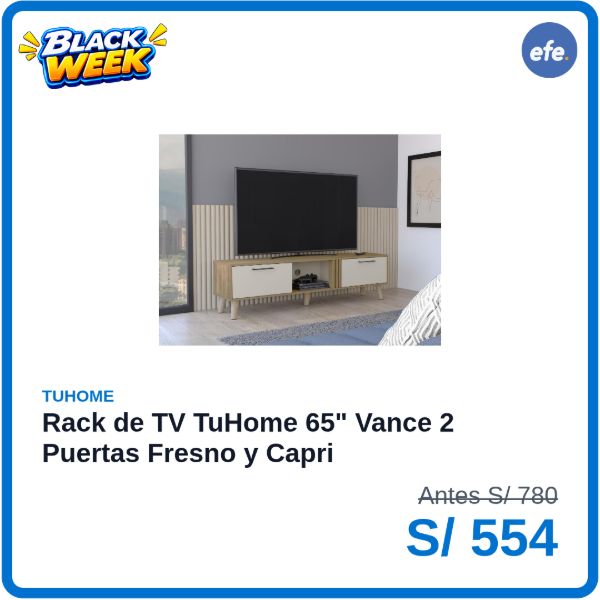 BLACK
WEEK
efe.
TUHOME
Rack de TV TuHome 65" Vance 2
Puertas Fresno y Capri
Antes S/ 780
S/ 554